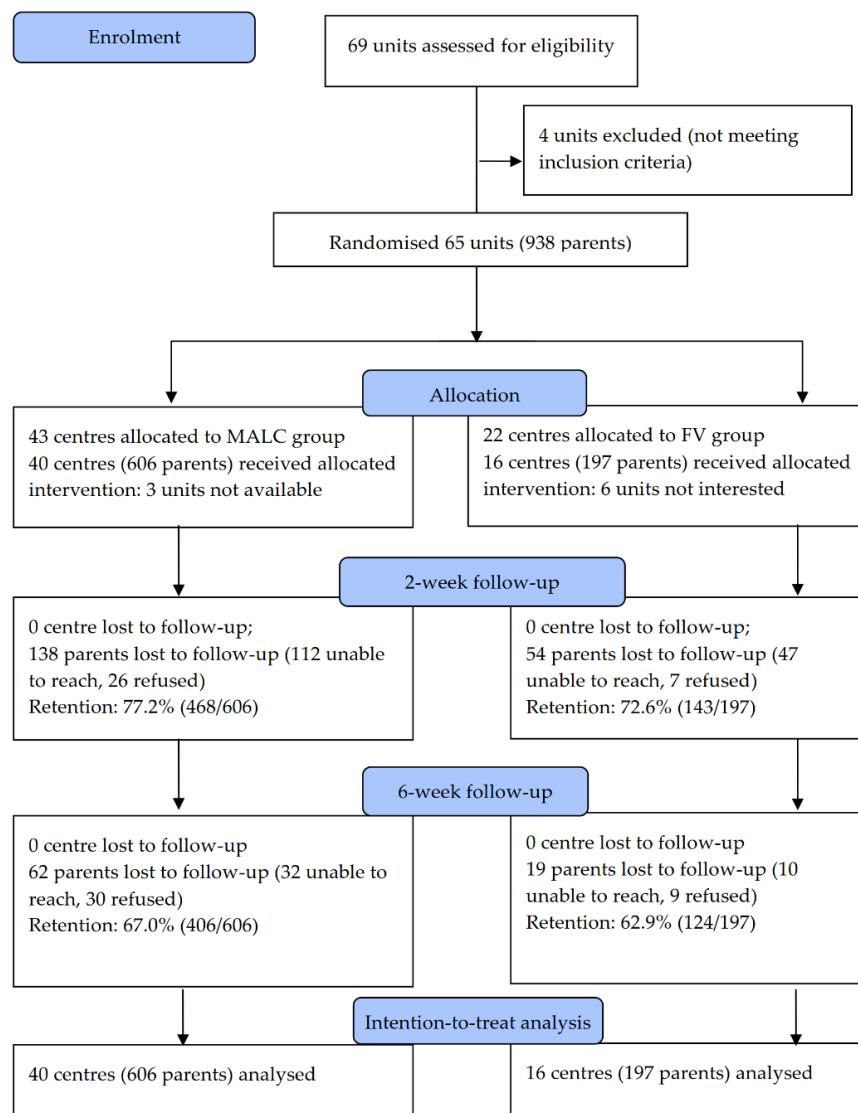 Enrolment
69 units assessed for eligibility
4 units excluded (not meeting
inclusion criteria)
Randomised 65 units (938 parents)
Allocation
43 centres allocated to MALC group
40 centres (606 parents) received allocated
intervention: 3 units not available
22 centres allocated to FV group
16 centres (197 parents) received allocated
intervention: 6 units not interested
2-week follow-up
0 centre lost to follow-up;
138 parents lost to follow-up (112 unable
to reach, 26 refused)
Retention: 77.2% (468/606)
0 centre lost to follow-up;
54 parents lost to follow-up (47
unable to reach, 7 refused)
Retention: 72.6% (143/197)
6-week follow-up
0 centre lost to follow-up
62 parents lost to follow-up (32 unable to
reach, 30 refused)
Retention: 67.0% (406/606)
0 centre lost to follow-up
19 parents lost to follow-up (10
unable to reach, 9 refused)
Retention: 62.9% (124/197)
Intention-to-treat analysis
40 centres (606 parents) analysed
16 centres (197 parents) analysed